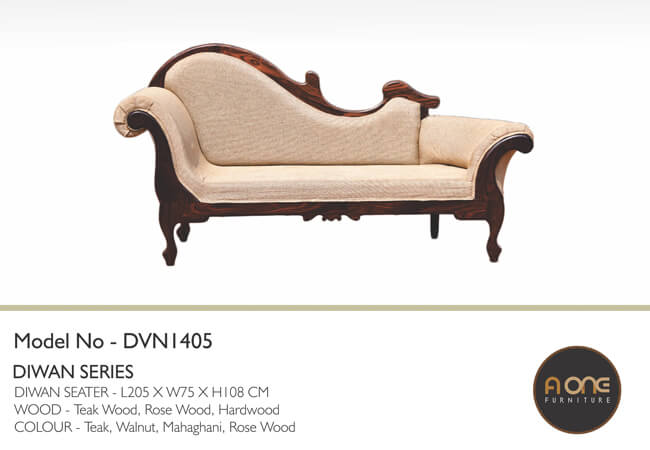 Model No - DVN1405
DIWAN SERIES
DIWAN SEATER - L205 X W75 X H108 CM
WOOD - Teak Wood, Rose Wood, Hardwood
COLOUR - Teak, Walnut, Mahaghani, Rose Wood
A ONE
FURNITURE